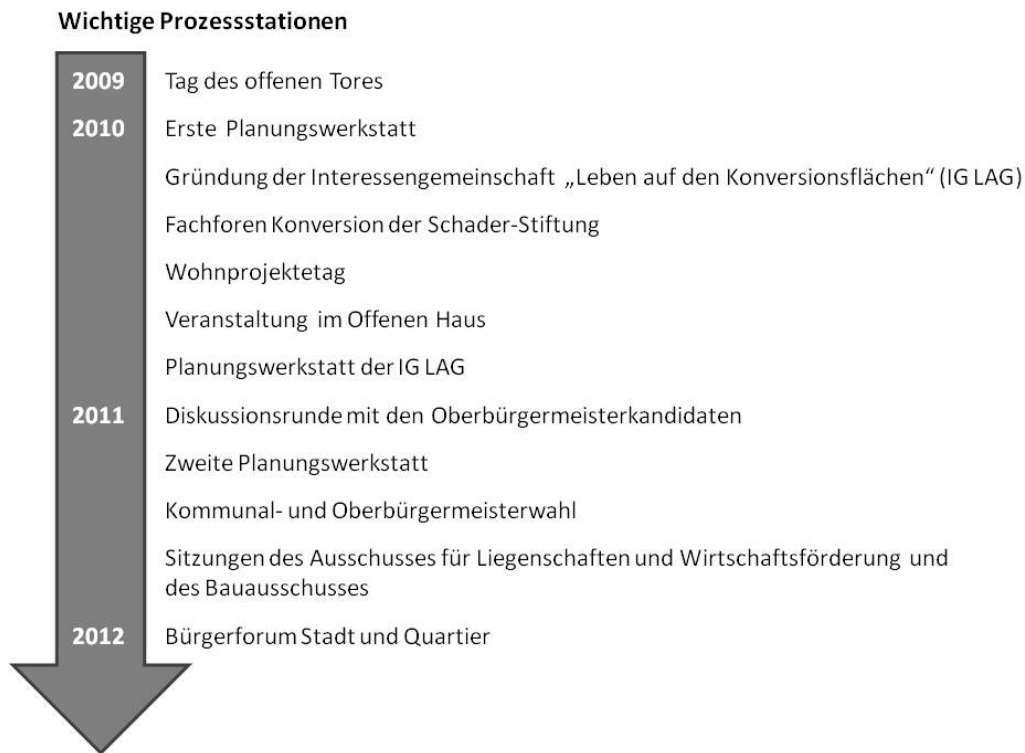 Wichtige Prozessstationen
2009 Tag des offenen Tores
2010 Erste Planungswerkstatt
Gründung der Interessengemeinschaft „Leben auf den Konversionsflächen“ (IG LAG)
Fachforen Konversion der Schader-Stiftung
Wohnprojektetag
Veranstaltung im Offenen Haus
Planungswerkstatt der IG LAG
2011 Diskussionsrunde mit den Oberbürgermeisterkandidaten
Zweite Planungswerkstatt
Kommunal- und Oberbürgermeisterwahl
Sitzungen des Ausschusses für Liegenschaften und Wirtschaftsförderung und
des Bauausschusses
2012 Bürgerforum Stadt und Quartier